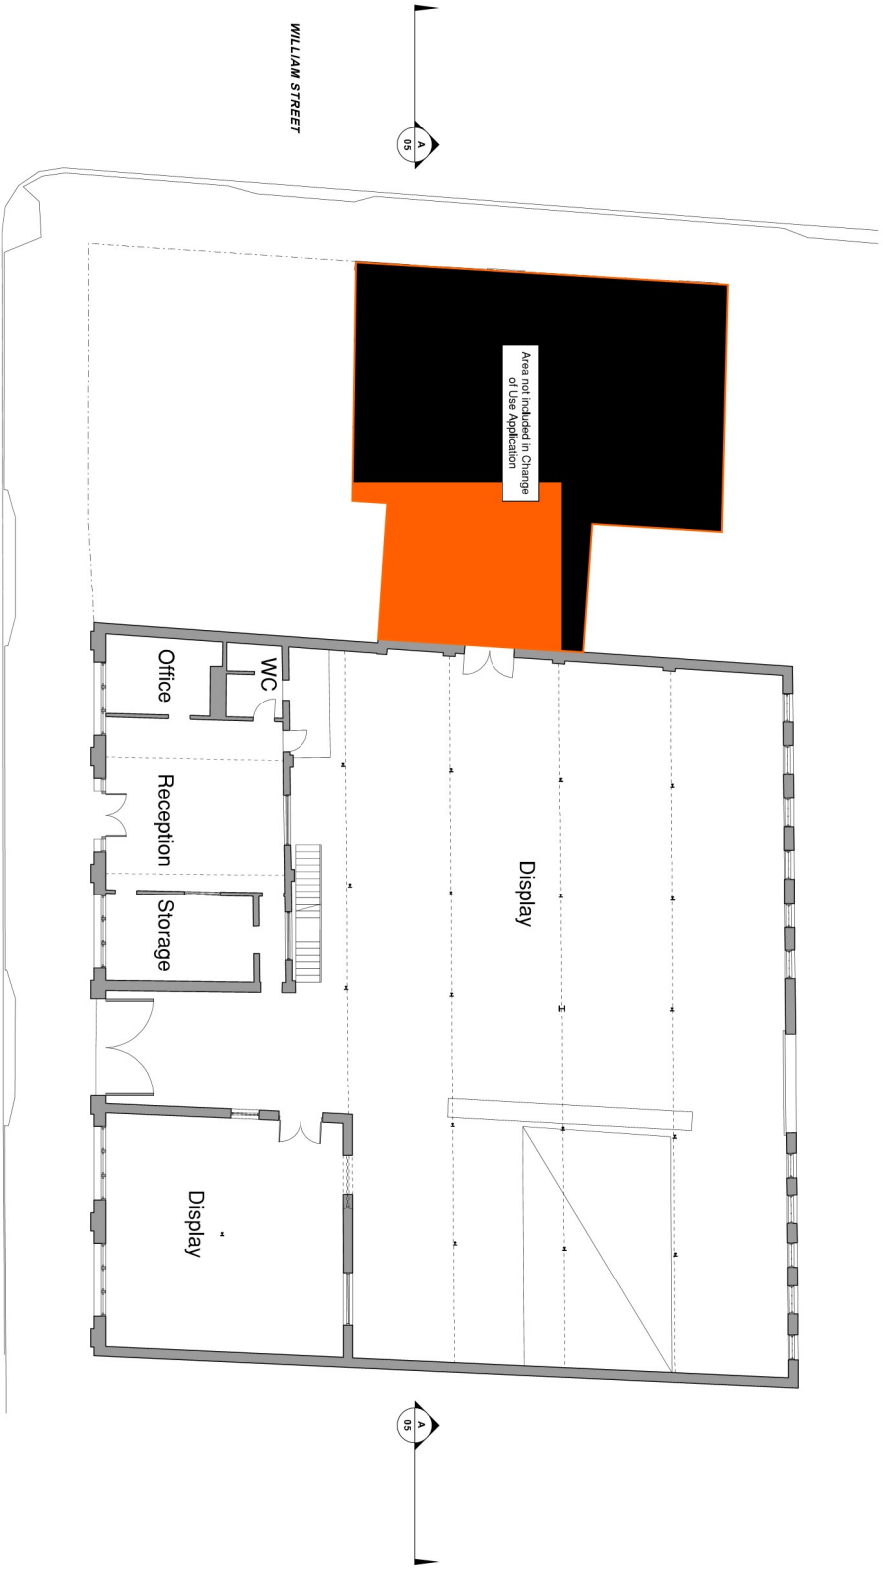 WILLIAM STREET
A
05
Area not included in Change
of Use Application
Office
WC
Reception
Storage
Display
Display
A
05